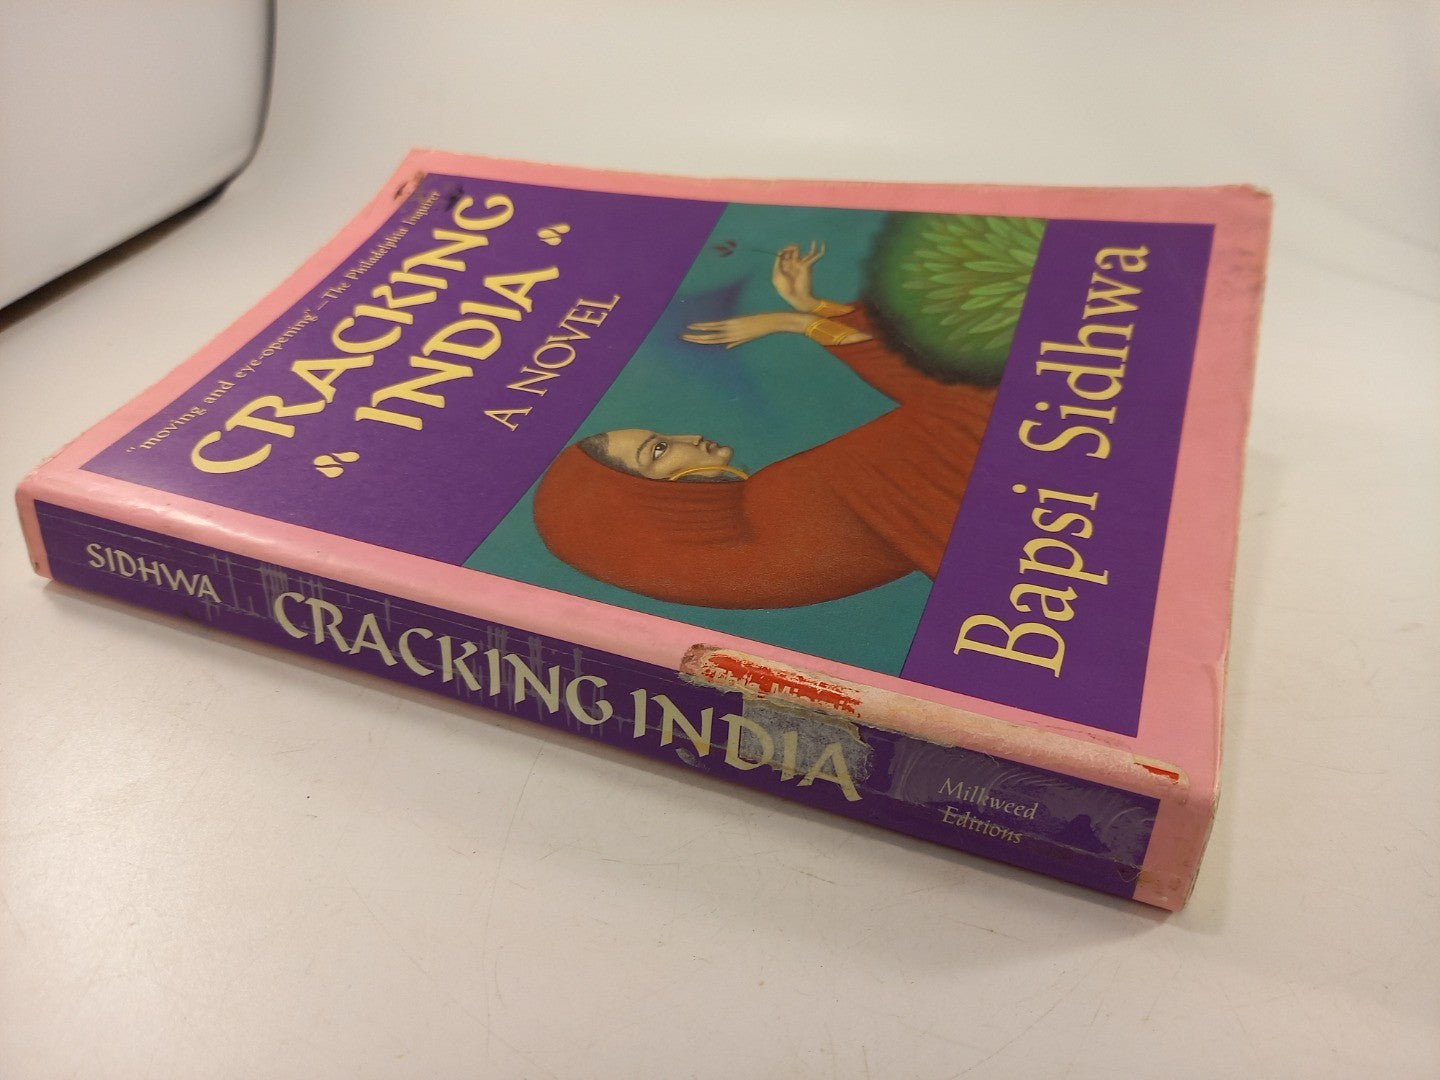 "moving and eye-opening"—The Philadelphia Inquirer
CRACKING
INDIA
A NOVEL
Bapsi Sidhwa
SIDHWA
CRACKING INDIA
Milkweed
Editions